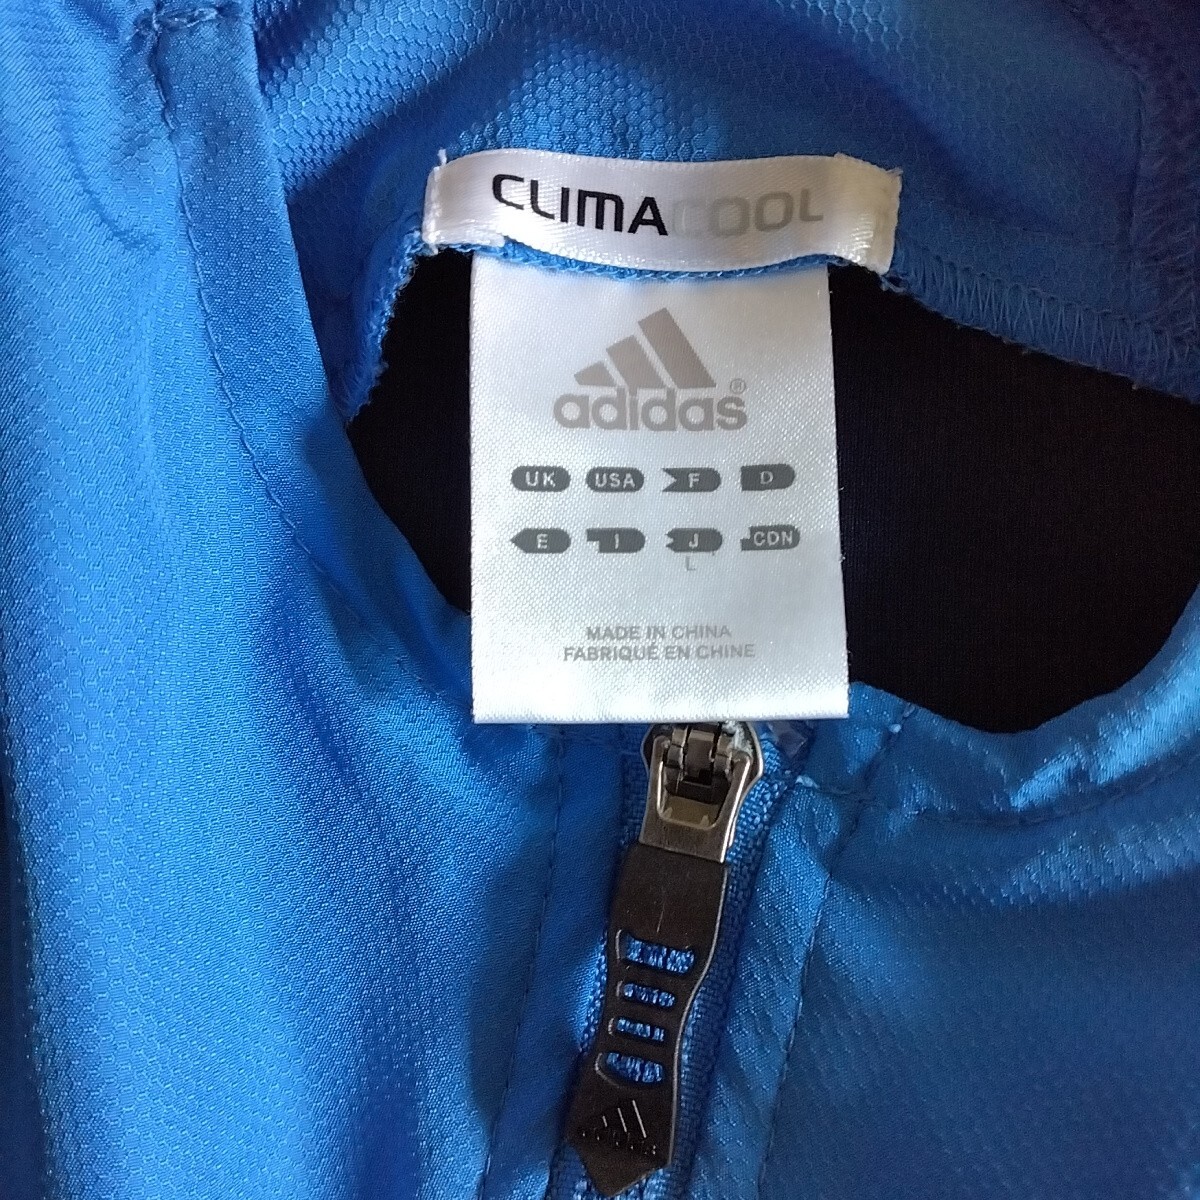 CLIMACOOL
adidas®
UK USA F D
E I J CDN
L
MADE IN CHINA
FABRIQUÉ EN CHINE